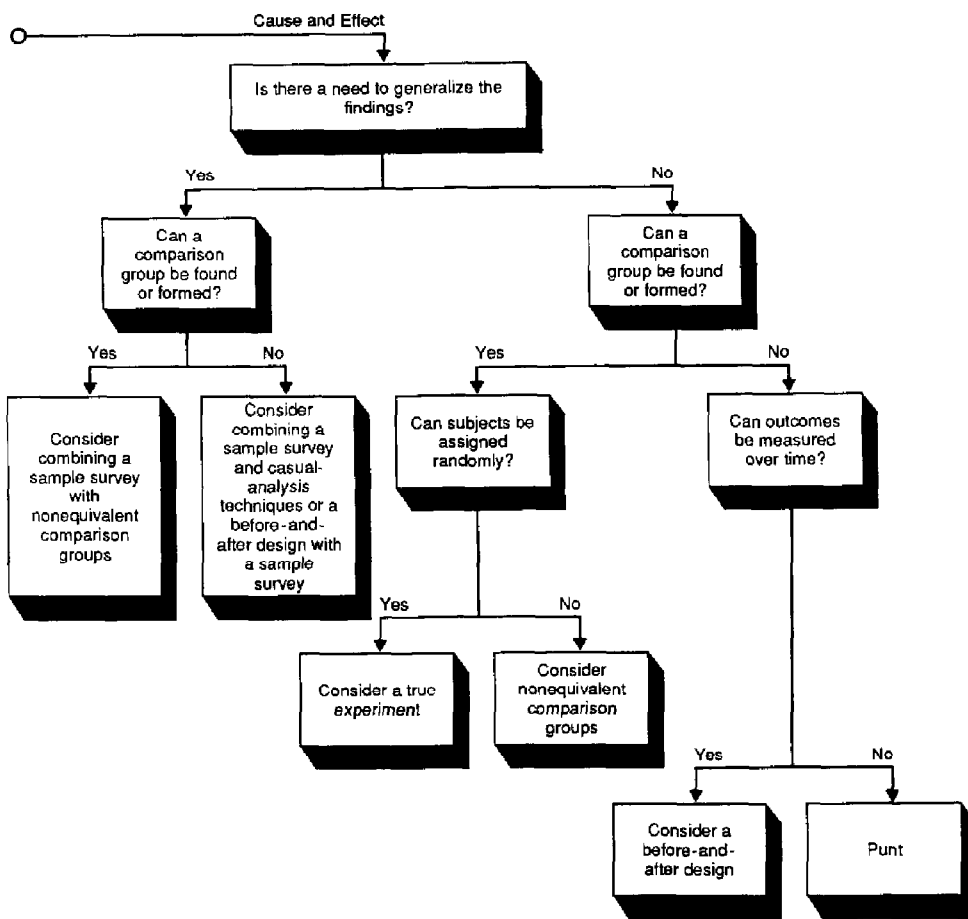 Cause and Effect
Is there a need to generalize the
findings?
Yes
No
Can a
comparison
group be found
or formed?
Can a
comparison
group be found
or formed?
Yes
No
Yes
No
Consider
combining a
sample survey
with
nonequivalent
comparison
groups
Consider
combining a
sample survey
and casual-
analysis
techniques or a
before-and-
after design with
a sample
survey
Can subjects be
assigned
randomly?
Can outcomes
be measured
over time?
Yes
No
Consider a true
experiment
Consider
nonequivalent
comparison
groups
Yes
No
Consider a
before-and-
after design
Punt